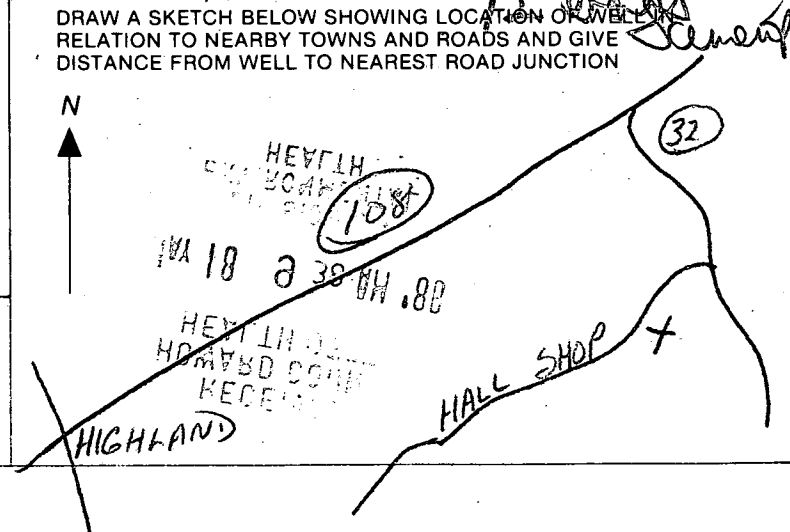 DRAW A SKETCH BELOW SHOWING LOCATION OF WELL IN
RELATION TO NEARBY TOWNS AND ROADS AND GIVE
DISTANCE FROM WELL TO NEAREST ROAD JUNCTION
N
32
108
HEALTH
HALL SHOP
X
HIGHLAND
HEALTH
HOWARD